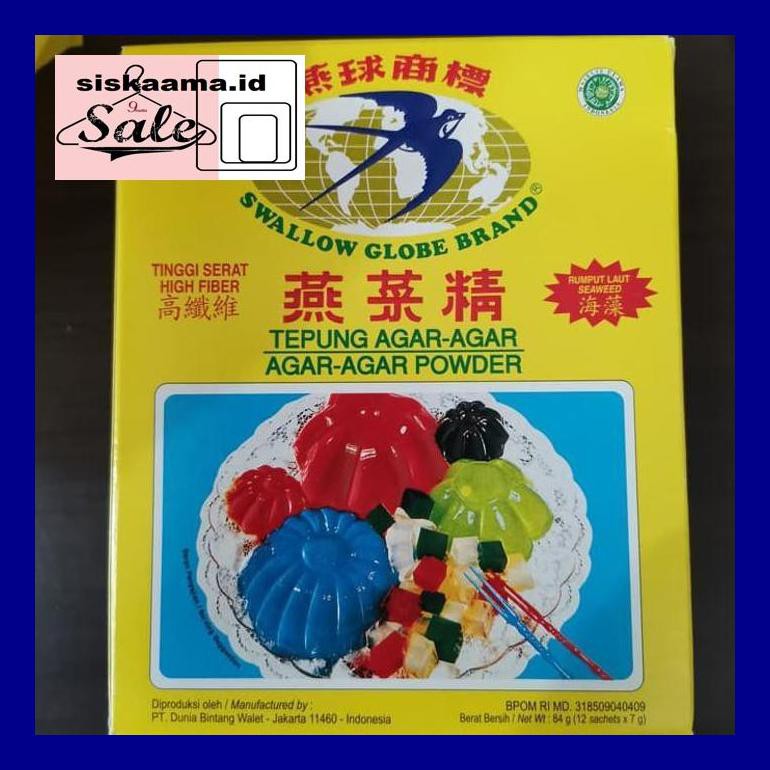 siskaama.id
Sale
燕球商標
SWALLOW GLOBE BRAND®
TINGGI SERAT
HIGH FIBER
高纖維
燕菜精
RUMPUT LAUT
SEAWEED
海藻
TEPUNG AGAR-AGAR
AGAR-AGAR POWDER
Diproduksi oleh / Manufactured by :
PT. Dunia Bintang Walet - Jakarta 11460 - Indonesia
BPOM RI MD. 318509040409
Berat Bersih / Net Wt : 84 g (12 sachets x 7 g)